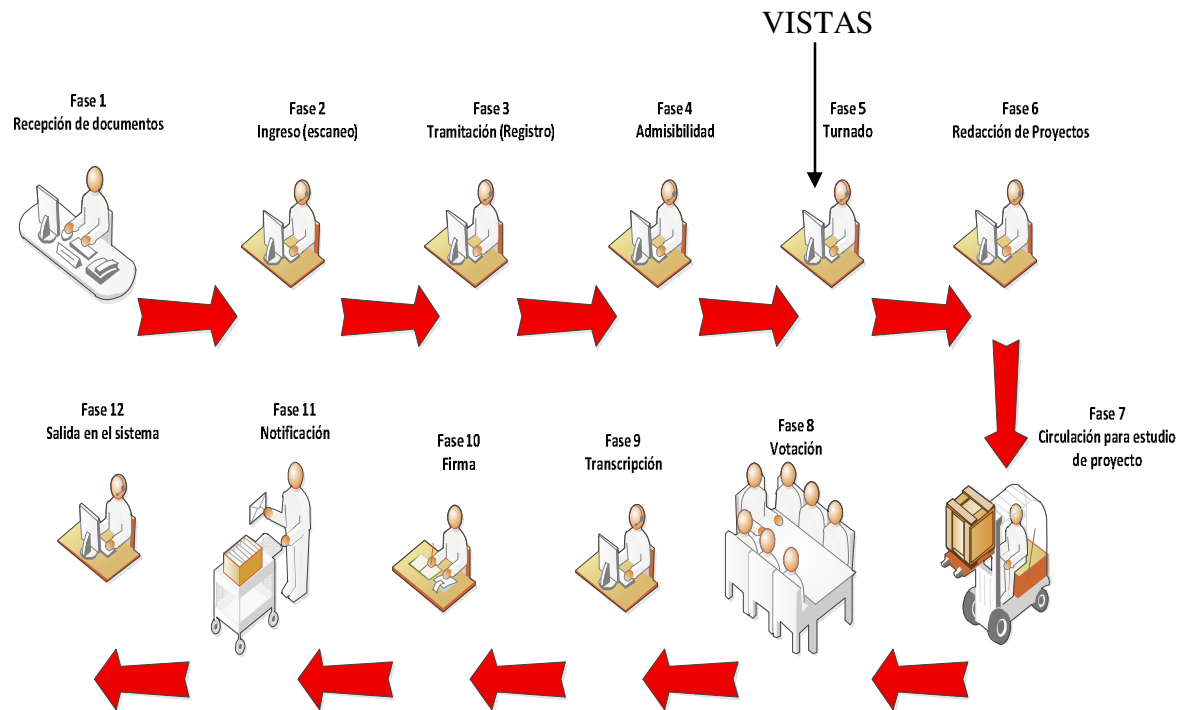 VISTAS
Fase 1
Recepción de documentos
Fase 2
Ingreso (escaneo)
Fase 3
Tramitación (Registro)
Fase 4
Admisibilidad
Fase 5
Turnado
Fase 6
Redacción de Proyectos
Fase 7
Circulación para estudio
de proyecto
Fase 8
Votación
Fase 9
Transcripción
Fase 10
Firma
Fase 11
Notificación
Fase 12
Salida en el sistema